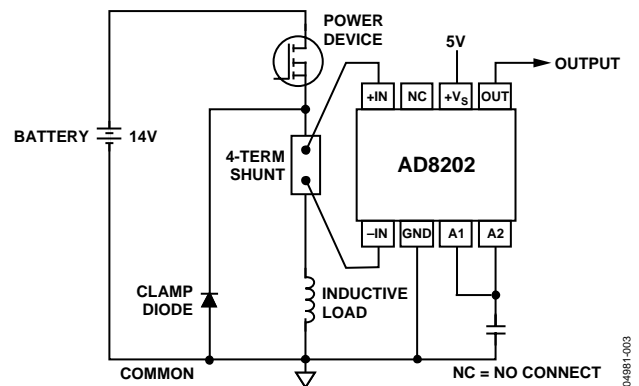 POWER
DEVICE
5V
OUTPUT
+IN
NC
+VS
OUT
BATTERY
14V
4-TERM
SHUNT
AD8202
–IN
GND
A1
A2
CLAMP
DIODE
INDUCTIVE
LOAD
COMMON
NC = NO CONNECT
04981-003